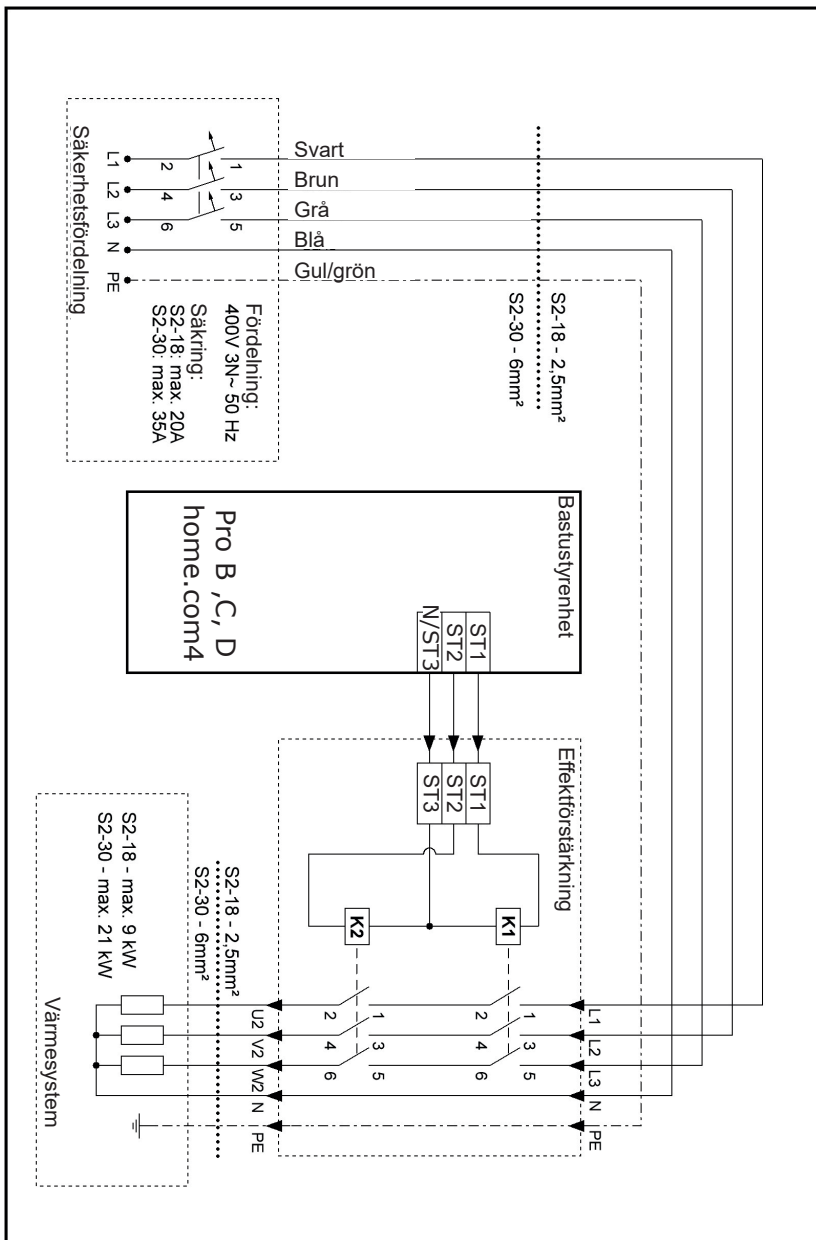 Säkerhetsfördelning
L1
L2
L3
N
PE
2
1
4
3
6
5
Svart
Brun
Grå
Blå
Gul/grön
Fördelning:
400V 3N~ 50 Hz
Säkring:
S2-18: max. 20A
S2-30: max. 35A
S2-18 - 2,5mm²
S2-30 - 6mm²
Bastustyrenhet
Pro B ,C, D
home.com4
ST1
ST2
N/ST3
Effektförstärkning
ST1
ST2
ST3
K1
K2
L1
L2
L3
N
PE
1
2
3
4
5
6
1
2
3
4
5
6
U2
V2
W2
N
PE
S2-18 - 2,5mm²
S2-30 - 6mm²
S2-18 - max. 9 kW
S2-30 - max. 21 kW
Värmesystem